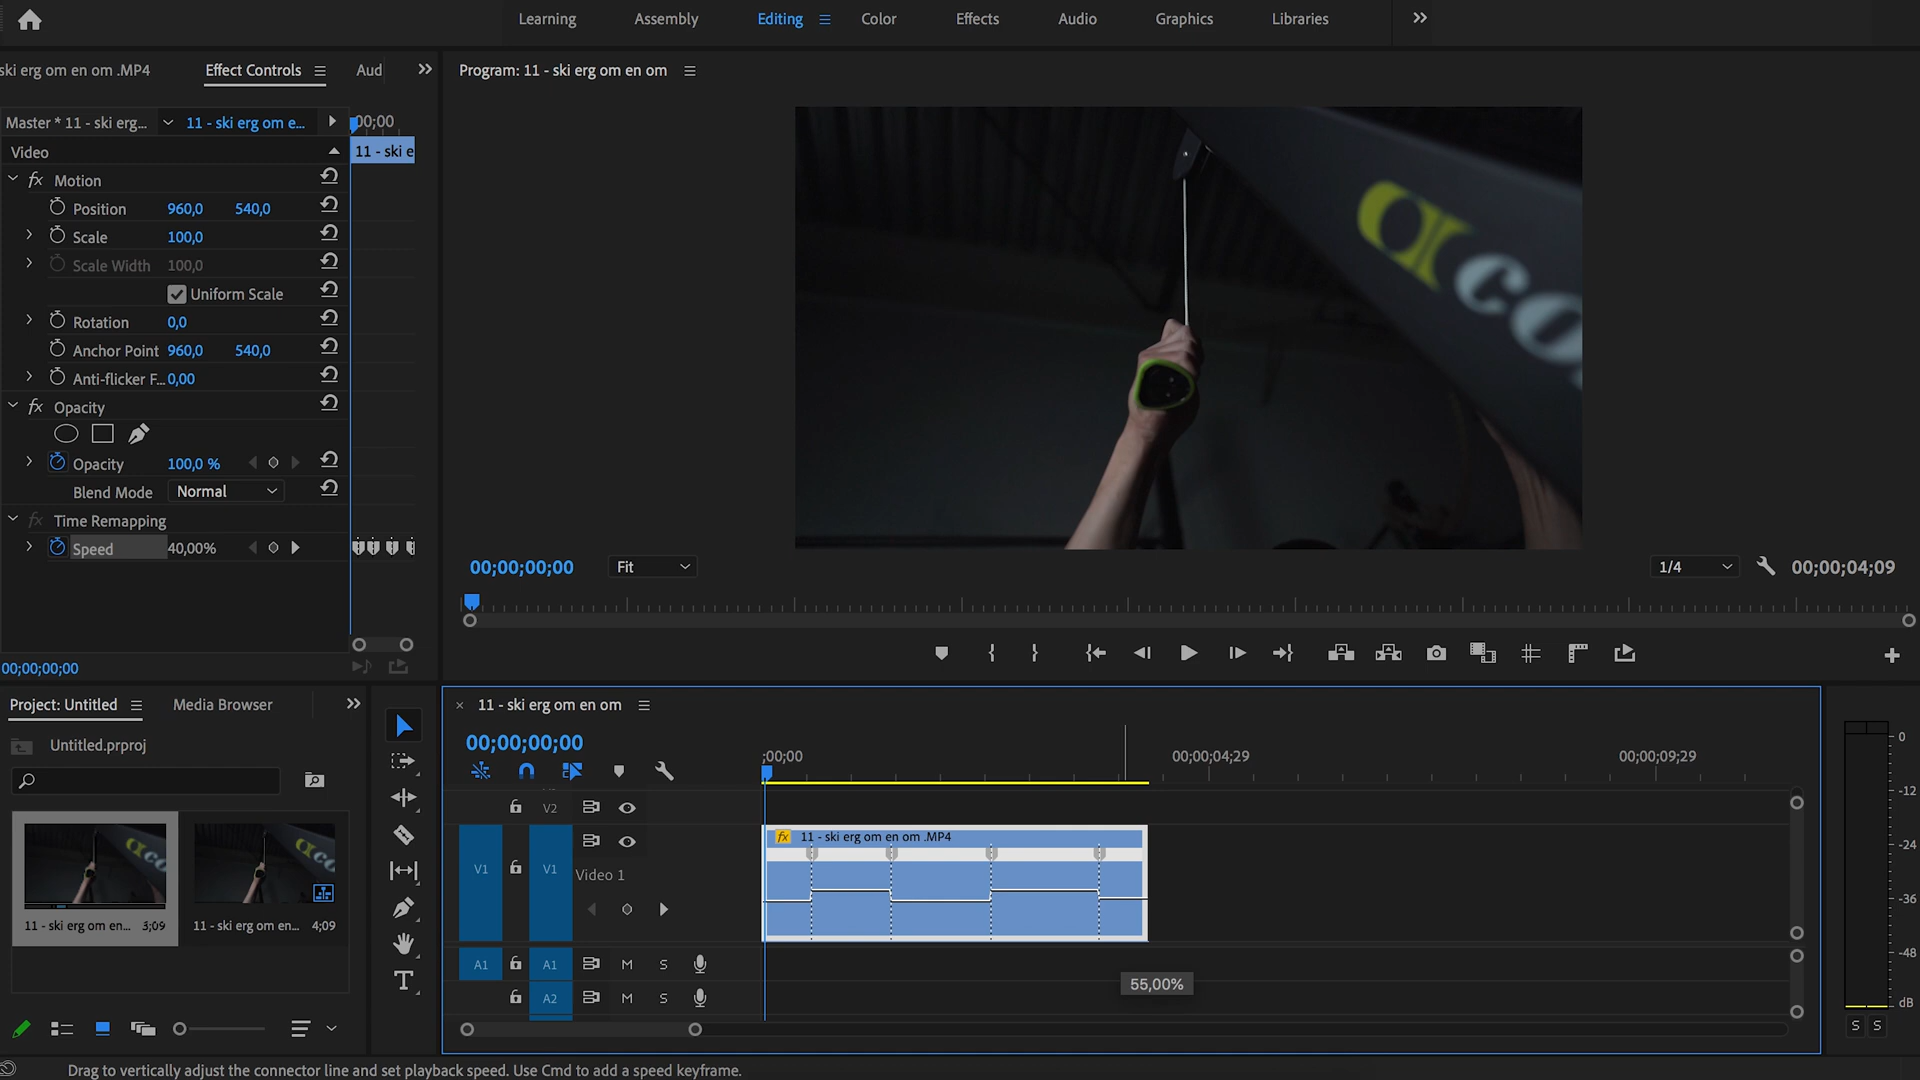 Learning Assembly Editing Color Effects Audio Graphics Libraries
ski erg om en om .MP4 Effect Controls Aud Program: 11 - ski erg om en om
Master * 11 - ski erg... 11 - ski erg om e... 00;00
Video 11 - ski e
fx Motion
Position 960,0 540,0
Scale 100,0
Scale Width 100,0
Uniform Scale
Rotation 0,0
Anchor Point 960,0 540,0
Anti-flicker F... 0,00
fx Opacity
Opacity 100,0 %
Blend Mode Normal
fx Time Remapping
Speed 40,00%
00;00;00;00
co
00;00;00;00 Fit 1/4 00;00;04;09
Project: Untitled Media Browser
Untitled.prproj
11 - ski erg om en... 3;09 11 - ski erg om en... 4;09
× 11 - ski erg om en om
00;00;00;00
;00;00 00;00;04;29 00;00;09;29
V2
V1 V1 fx 11 - ski erg om en om .MP4
Video 1
A1 A1 M S
55,00%
A2 M S
0
-12
-24
-36
-48
dB
S S
Drag to vertically adjust the connector line and set playback speed. Use Cmd to add a speed keyframe.